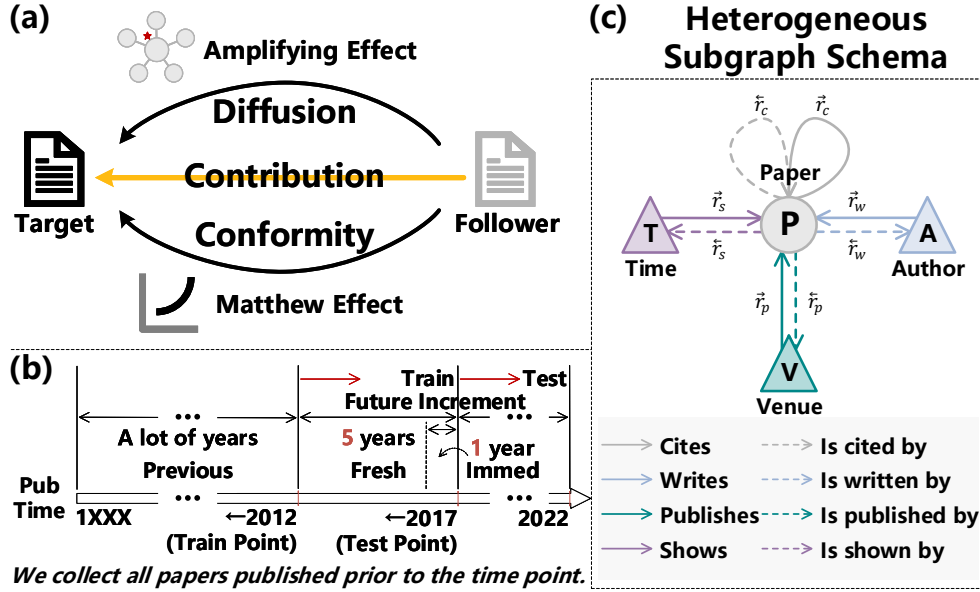 (a)
Amplifying Effect
Diffusion
Contribution
Target
Follower
Conformity
Matthew Effect
(b)
Train
Test
Future Increment
A lot of years
5 years
1 year
Previous
Fresh
Immed
Pub
Time
1XXX
←2012
←2017
2022
(Train Point)
(Test Point)
We collect all papers published prior to the time point.
(c)
Heterogeneous
Subgraph Schema
r⃖c
r⃗c
Paper
P
r⃗s
r⃖s
T
Time
r⃗w
r⃖w
A
Author
r⃗p
r⃖p
V
Venue
Cites
Is cited by
Writes
Is written by
Publishes
Is published by
Shows
Is shown by